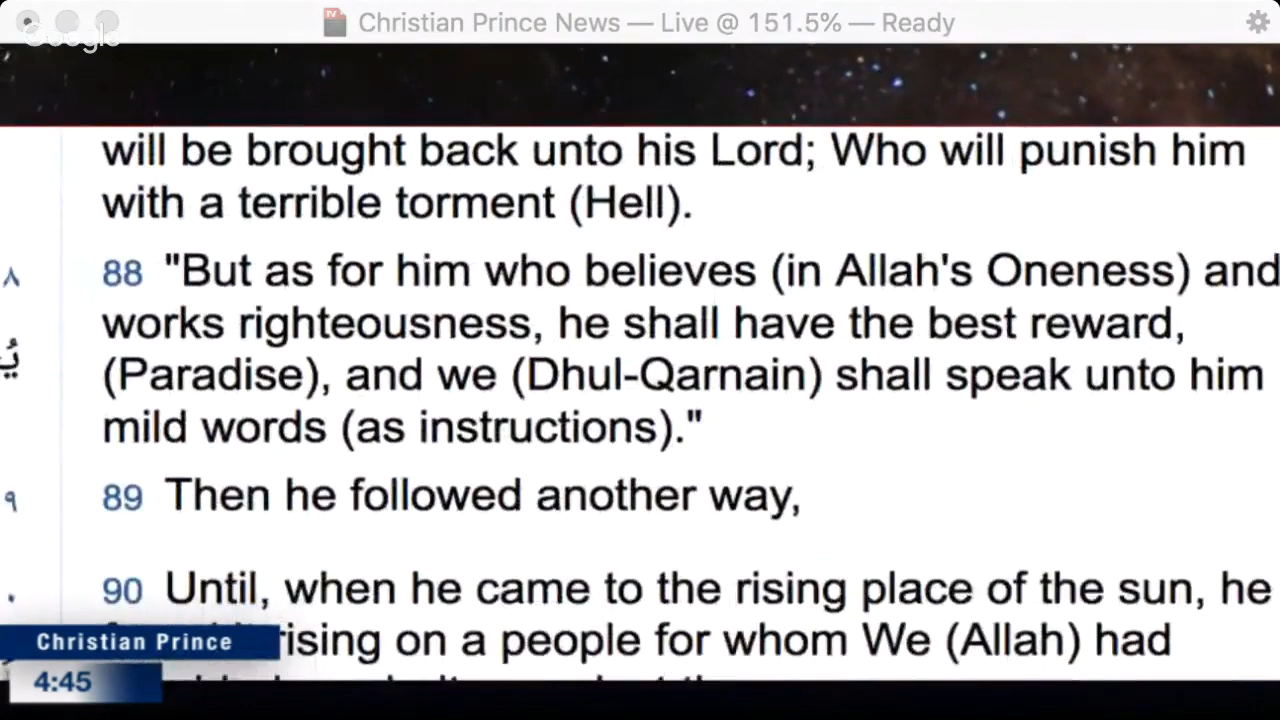 Christian Prince News — Live @ 151.5% — Ready
Google
will be brought back unto his Lord; Who will punish him
with a terrible torment (Hell).
٨
88 "But as for him who believes (in Allah's Oneness) and
works righteousness, he shall have the best reward,
(Paradise), and we (Dhul-Qarnain) shall speak unto him
mild words (as instructions)."
٩
89 Then he followed another way,
90 Until, when he came to the rising place of the sun, he
rising on a people for whom We (Allah) had
Christian Prince
4:45